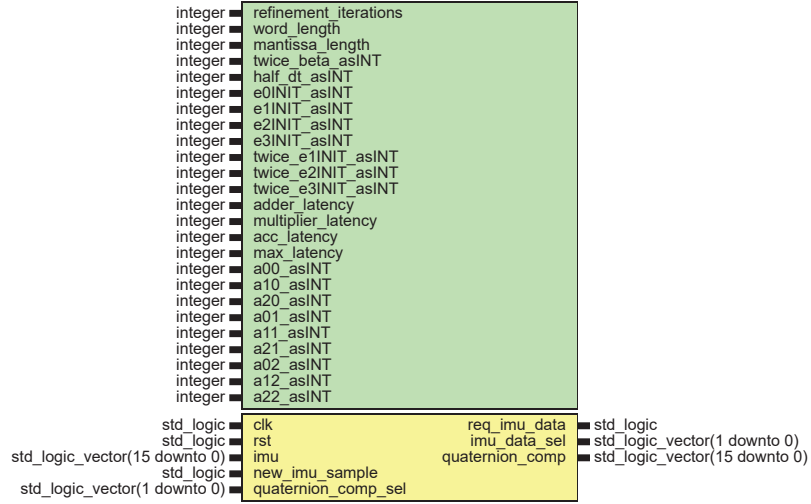 integer refinement_iterations
integer word_length
integer mantissa_length
integer twice_beta_asINT
integer half_dt_asINT
integer e0INIT_asINT
integer e1INIT_asINT
integer e2INIT_asINT
integer e3INIT_asINT
integer twice_e1INIT_asINT
integer twice_e2INIT_asINT
integer twice_e3INIT_asINT
integer adder_latency
integer multiplier_latency
integer acc_latency
integer max_latency
integer a00_asINT
integer a10_asINT
integer a20_asINT
integer a01_asINT
integer a11_asINT
integer a21_asINT
integer a02_asINT
integer a12_asINT
integer a22_asINT
std_logic clk req_imu_data std_logic
std_logic rst imu_data_sel std_logic_vector(1 downto 0)
std_logic_vector(15 downto 0) imu quaternion_comp std_logic_vector(15 downto 0)
std_logic new_imu_sample
std_logic_vector(1 downto 0) quaternion_comp_sel